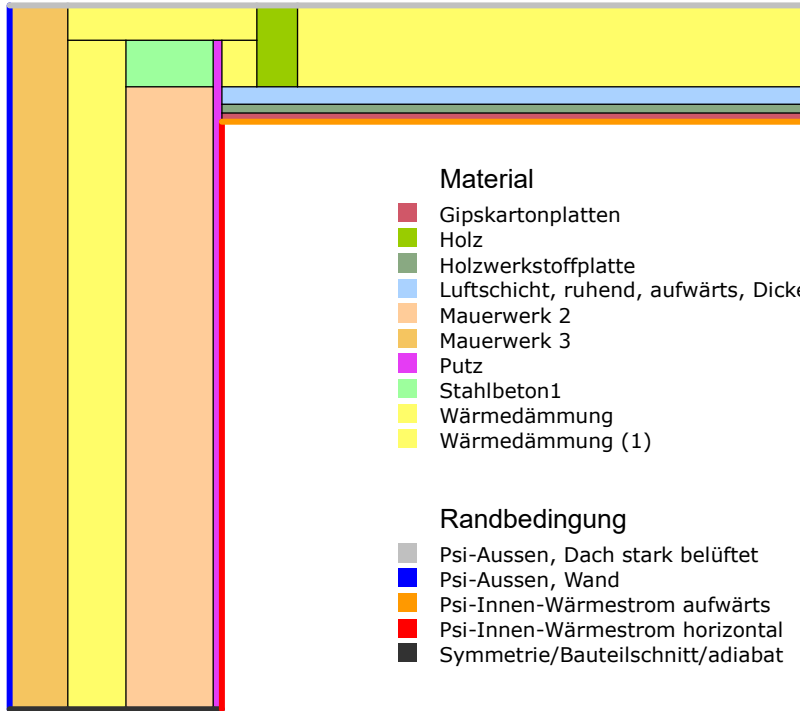 Material
Gipskartonplatten
Holz
Holzwerkstoffplatte
Luftschicht, ruhend, aufwärts, Dicke
Mauerwerk 2
Mauerwerk 3
Putz
Stahlbeton1
Wärmedämmung
Wärmedämmung (1)
Randbedingung
Psi-Aussen, Dach stark belüftet
Psi-Aussen, Wand
Psi-Innen-Wärmestrom aufwärts
Psi-Innen-Wärmestrom horizontal
Symmetrie/Bauteilschnitt/adiabat